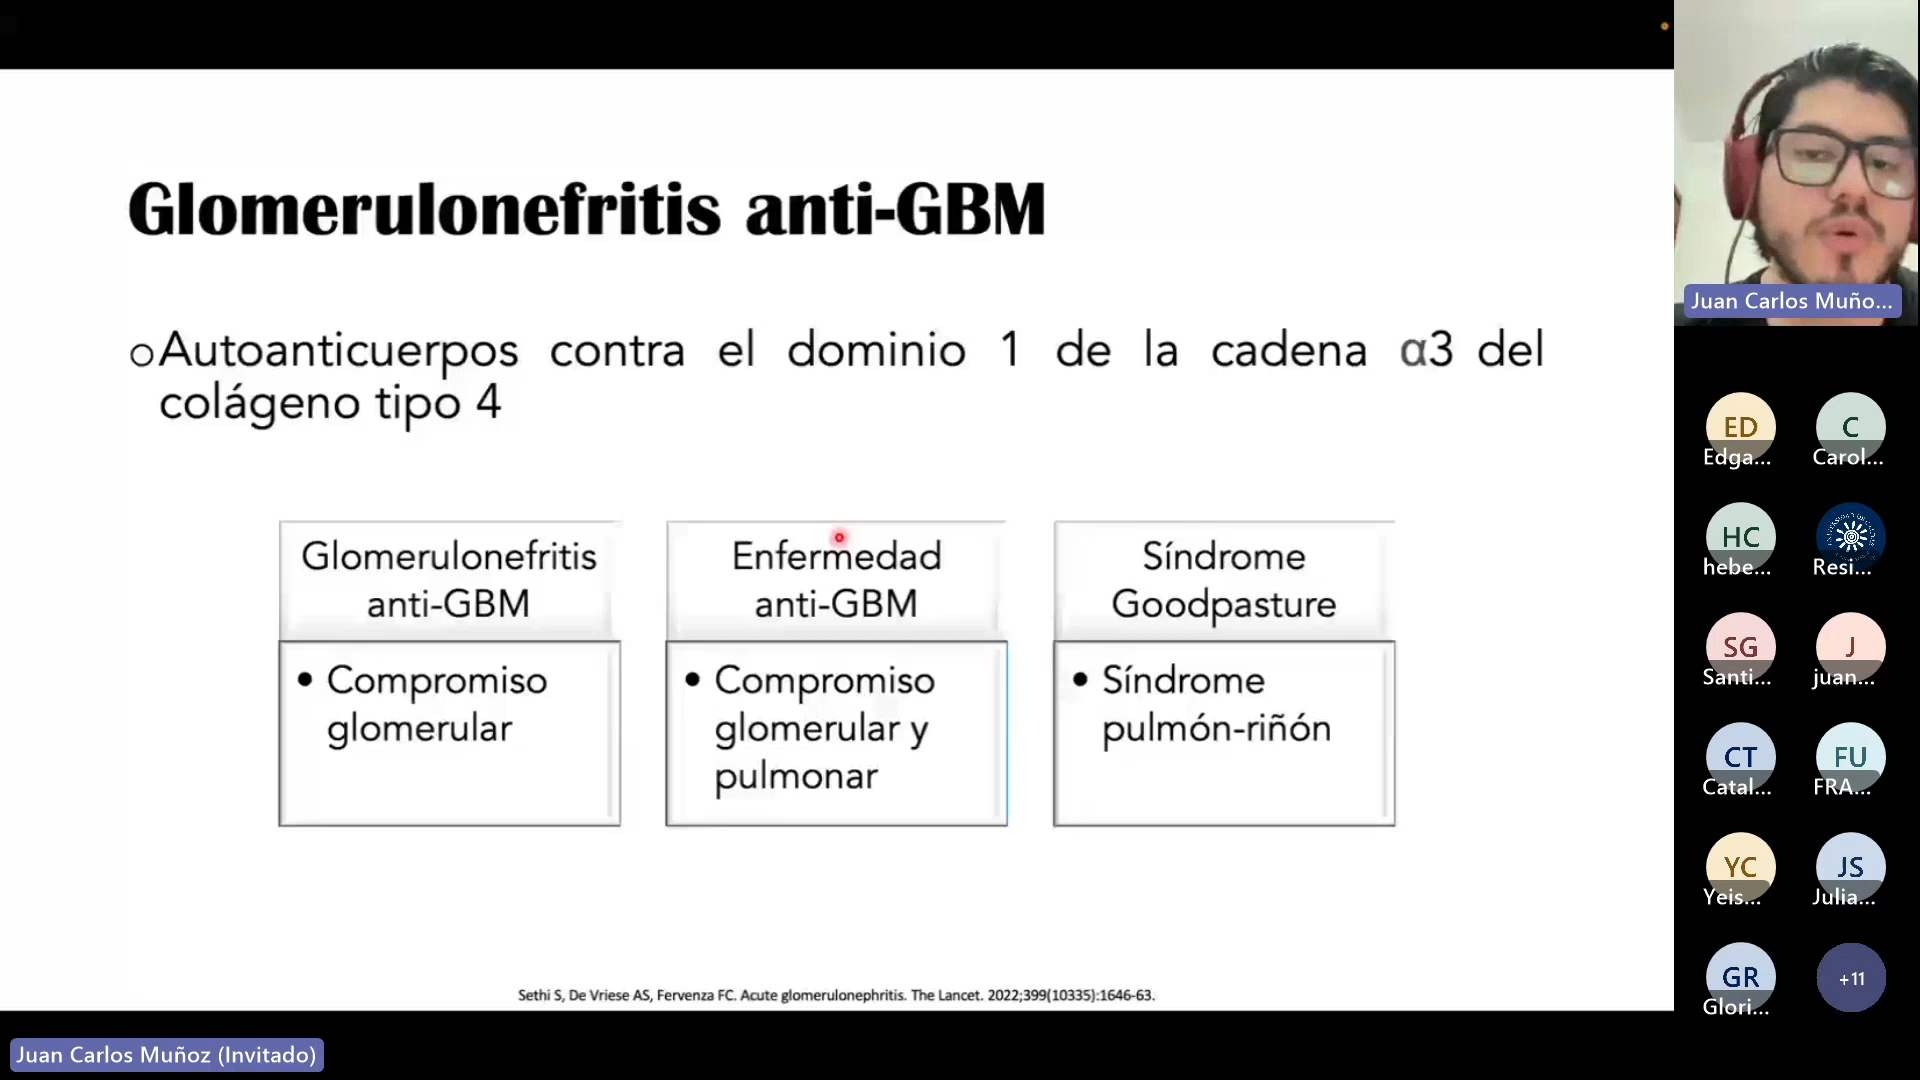 Glomerulonefritis anti-GBM
oAutoanticuerpos contra el dominio 1 de la cadena α3 del
colágeno tipo 4
Glomerulonefritis
anti-GBM
• Compromiso
glomerular
Enfermedad
anti-GBM
• Compromiso
glomerular y
pulmonar
Síndrome
Goodpasture
• Síndrome
pulmón-riñón
Sethi S, De Vriese AS, Fervenza FC. Acute glomerulonephritis. The Lancet. 2022;399(10335):1646-63.
Juan Carlos Muñoz (Invitado)
Juan Carlos Muño...
ED
Edga...
C
Carol...
HC
hebe...
Resi...
SG
Santi...
J
juan...
CT
Catal...
FU
FRA...
YC
Yeis...
JS
Julia...
GR
Glori...
+11